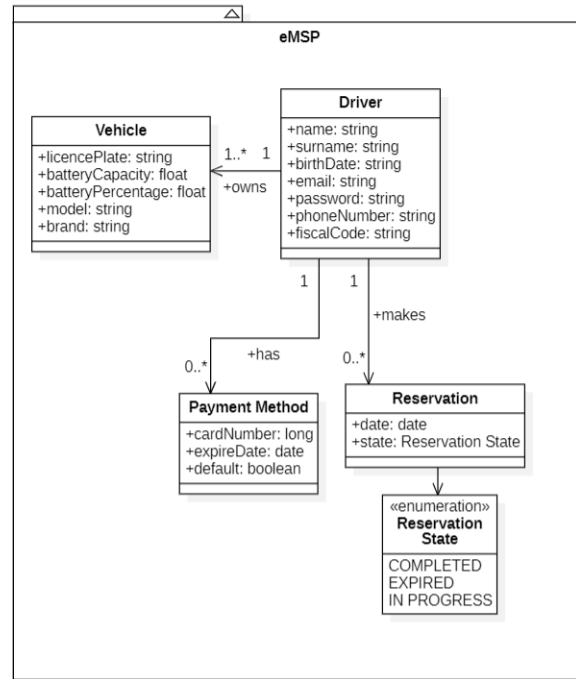 eMSP
Vehicle
+licencePlate: string
+batteryCapacity: float
+batteryPercentage: float
+model: string
+brand: string
1..*
1
+owns
Driver
+name: string
+surname: string
+birthDate: string
+email: string
+password: string
+phoneNumber: string
+fiscalCode: string
1
1
+makes
+has
0..*
0..*
Payment Method
+cardNumber: long
+expireDate: date
+default: boolean
Reservation
+date: date
+state: Reservation State
«enumeration»
Reservation
State
COMPLETED
EXPIRED
IN PROGRESS